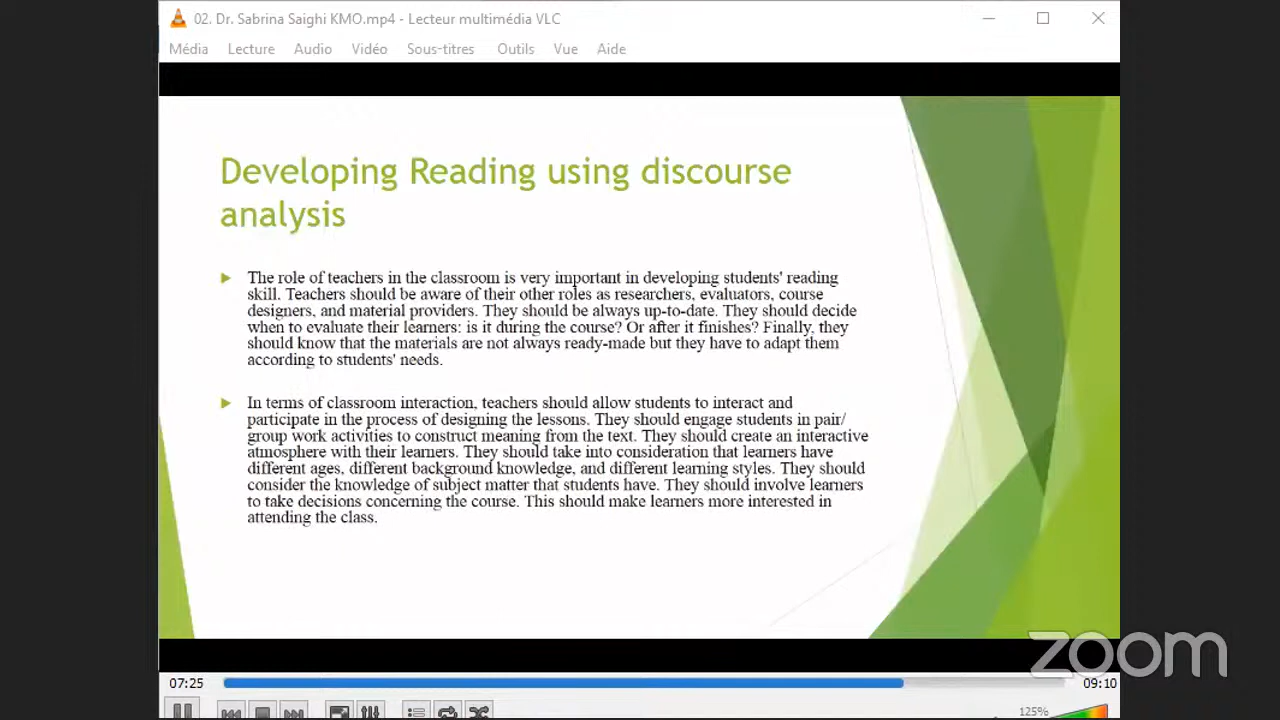 02. Dr. Sabrina Saighi KMO.mp4 - Lecteur multimédia VLC
Média Lecture Audio Vidéo Sous-titres Outils Vue Aide
Developing Reading using discourse
analysis
The role of teachers in the classroom is very important in developing students' reading
skill. Teachers should be aware of their other roles as researchers, evaluators, course
designers, and material providers. They should be always up-to-date. They should decide
when to evaluate their learners: is it during the course? Or after it finishes? Finally, they
should know that the materials are not always ready-made but they have to adapt them
according to students' needs.
In terms of classroom interaction, teachers should allow students to interact and
participate in the process of designing the lessons. They should engage students in pair/
group work activities to construct meaning from the text. They should create an interactive
atmosphere with their learners. They should take into consideration that learners have
different ages, different background knowledge, and different learning styles. They should
consider the knowledge of subject matter that students have. They should involve learners
to take decisions concerning the course. This should make learners more interested in
attending the class.
zoom
07:25 09:10
125%